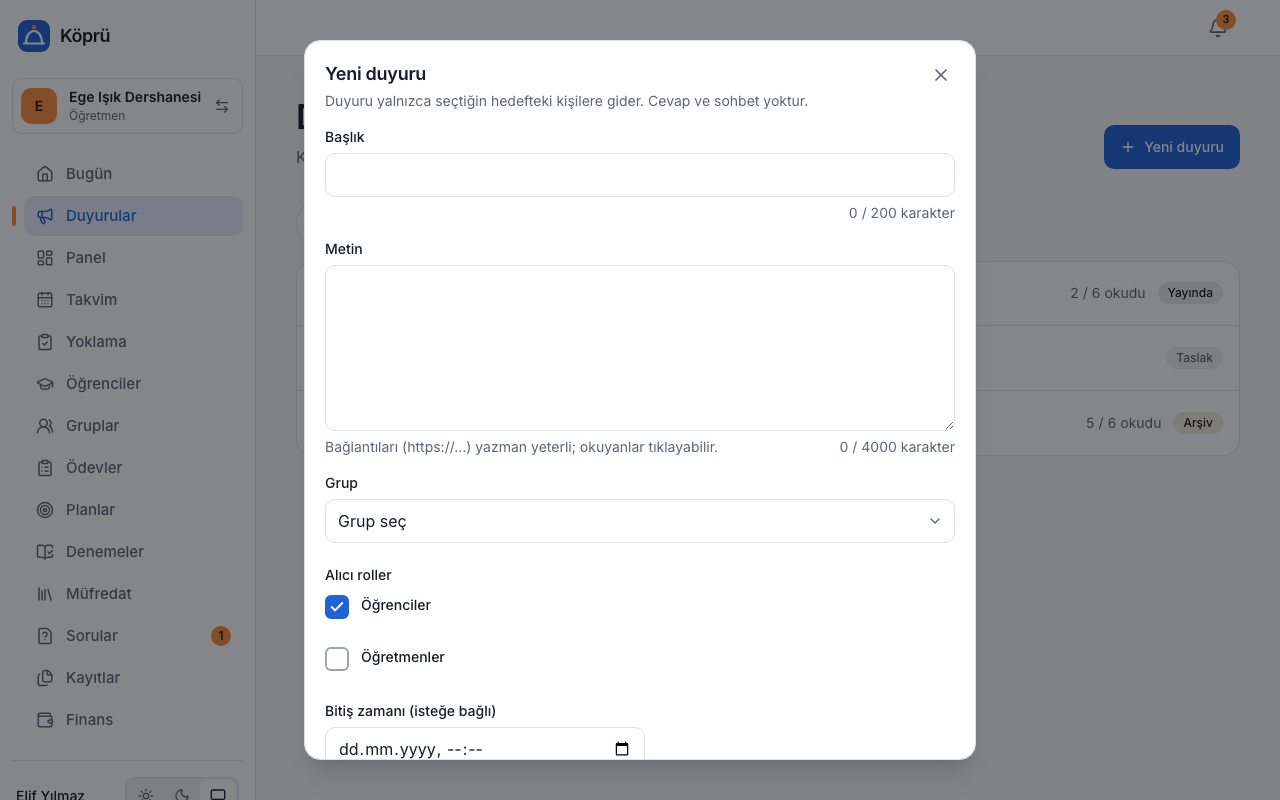 Köprü
3
E
Ege Işık Dershanesi
Öğretmen
Bugün
Duyurular
Panel
Takvim
Yoklama
Öğrenciler
Gruplar
Ödevler
Planlar
Denemeler
Müfredat
Sorular
1
Kayıtlar
Finans
Elif Yılmaz
Yeni duyuru
2 / 6 okudu
Yayında
Taslak
5 / 6 okudu
Arşiv
Yeni duyuru
Duyuru yalnızca seçtiğin hedefteki kişilere gider. Cevap ve sohbet yoktur.
Başlık
0 / 200 karakter
Metin
Bağlantıları (https://...) yazman yeterli; okuyanlar tıklayabilir.
0 / 4000 karakter
Grup
Grup seç
Alıcı roller
Öğrenciler
Öğretmenler
Bitiş zamanı (isteğe bağlı)
dd.mm.yyyy, --:--